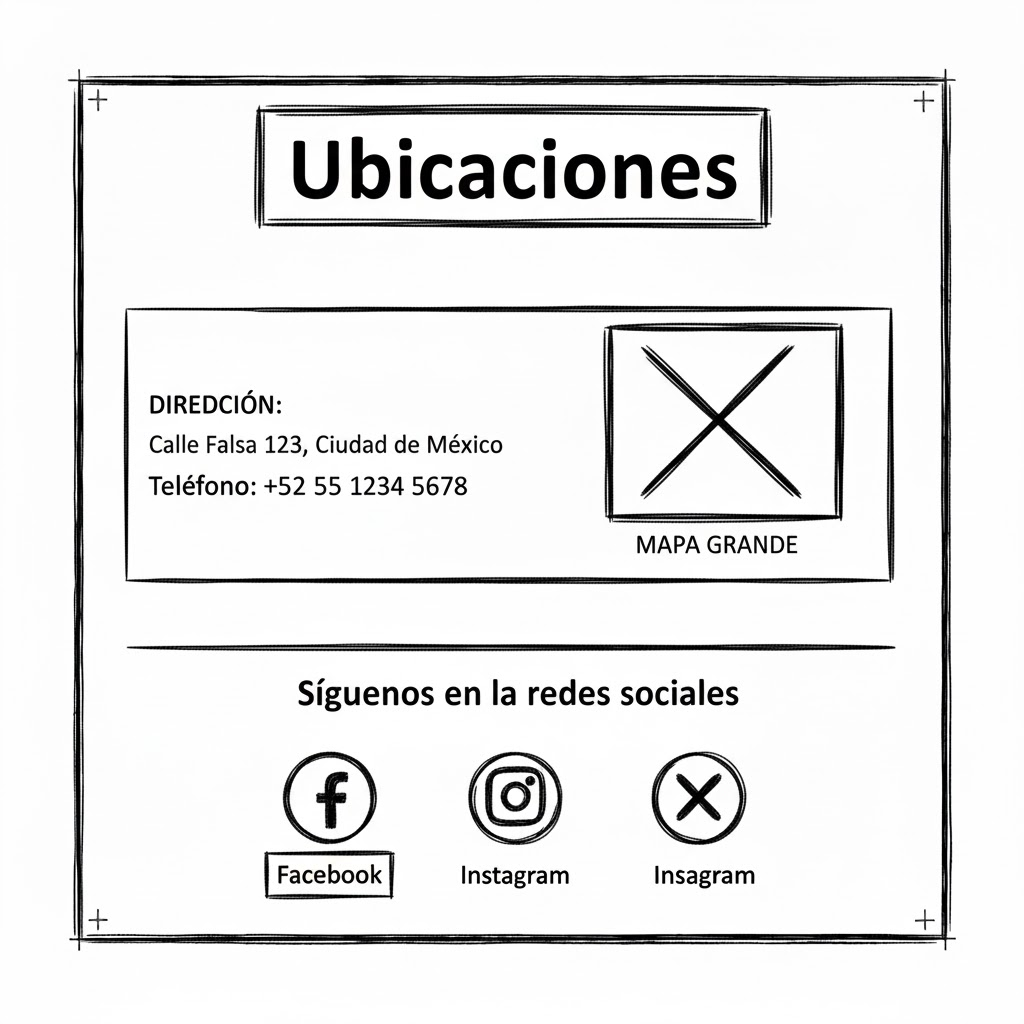 Ubicaciones
DIREDCIÓN:
Calle Falsa 123, Ciudad de México
Teléfono: +52 55 1234 5678
MAPA GRANDE
Síguenos en la redes sociales
Facebook
Instagram
Insagram